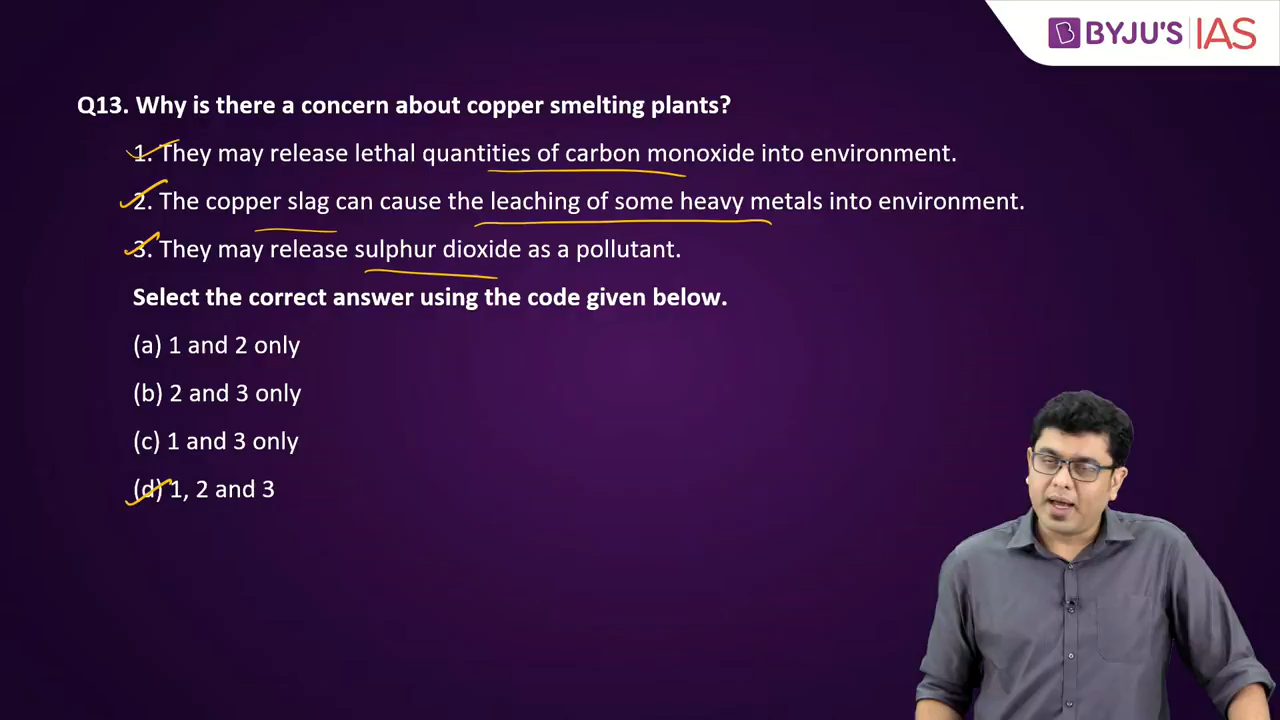 BYJU'S IAS
Q13. Why is there a concern about copper smelting plants?
1. They may release lethal quantities of carbon monoxide into environment.
2. The copper slag can cause the leaching of some heavy metals into environment.
3. They may release sulphur dioxide as a pollutant.
Select the correct answer using the code given below.
(a) 1 and 2 only
(b) 2 and 3 only
(c) 1 and 3 only
(d) 1, 2 and 3